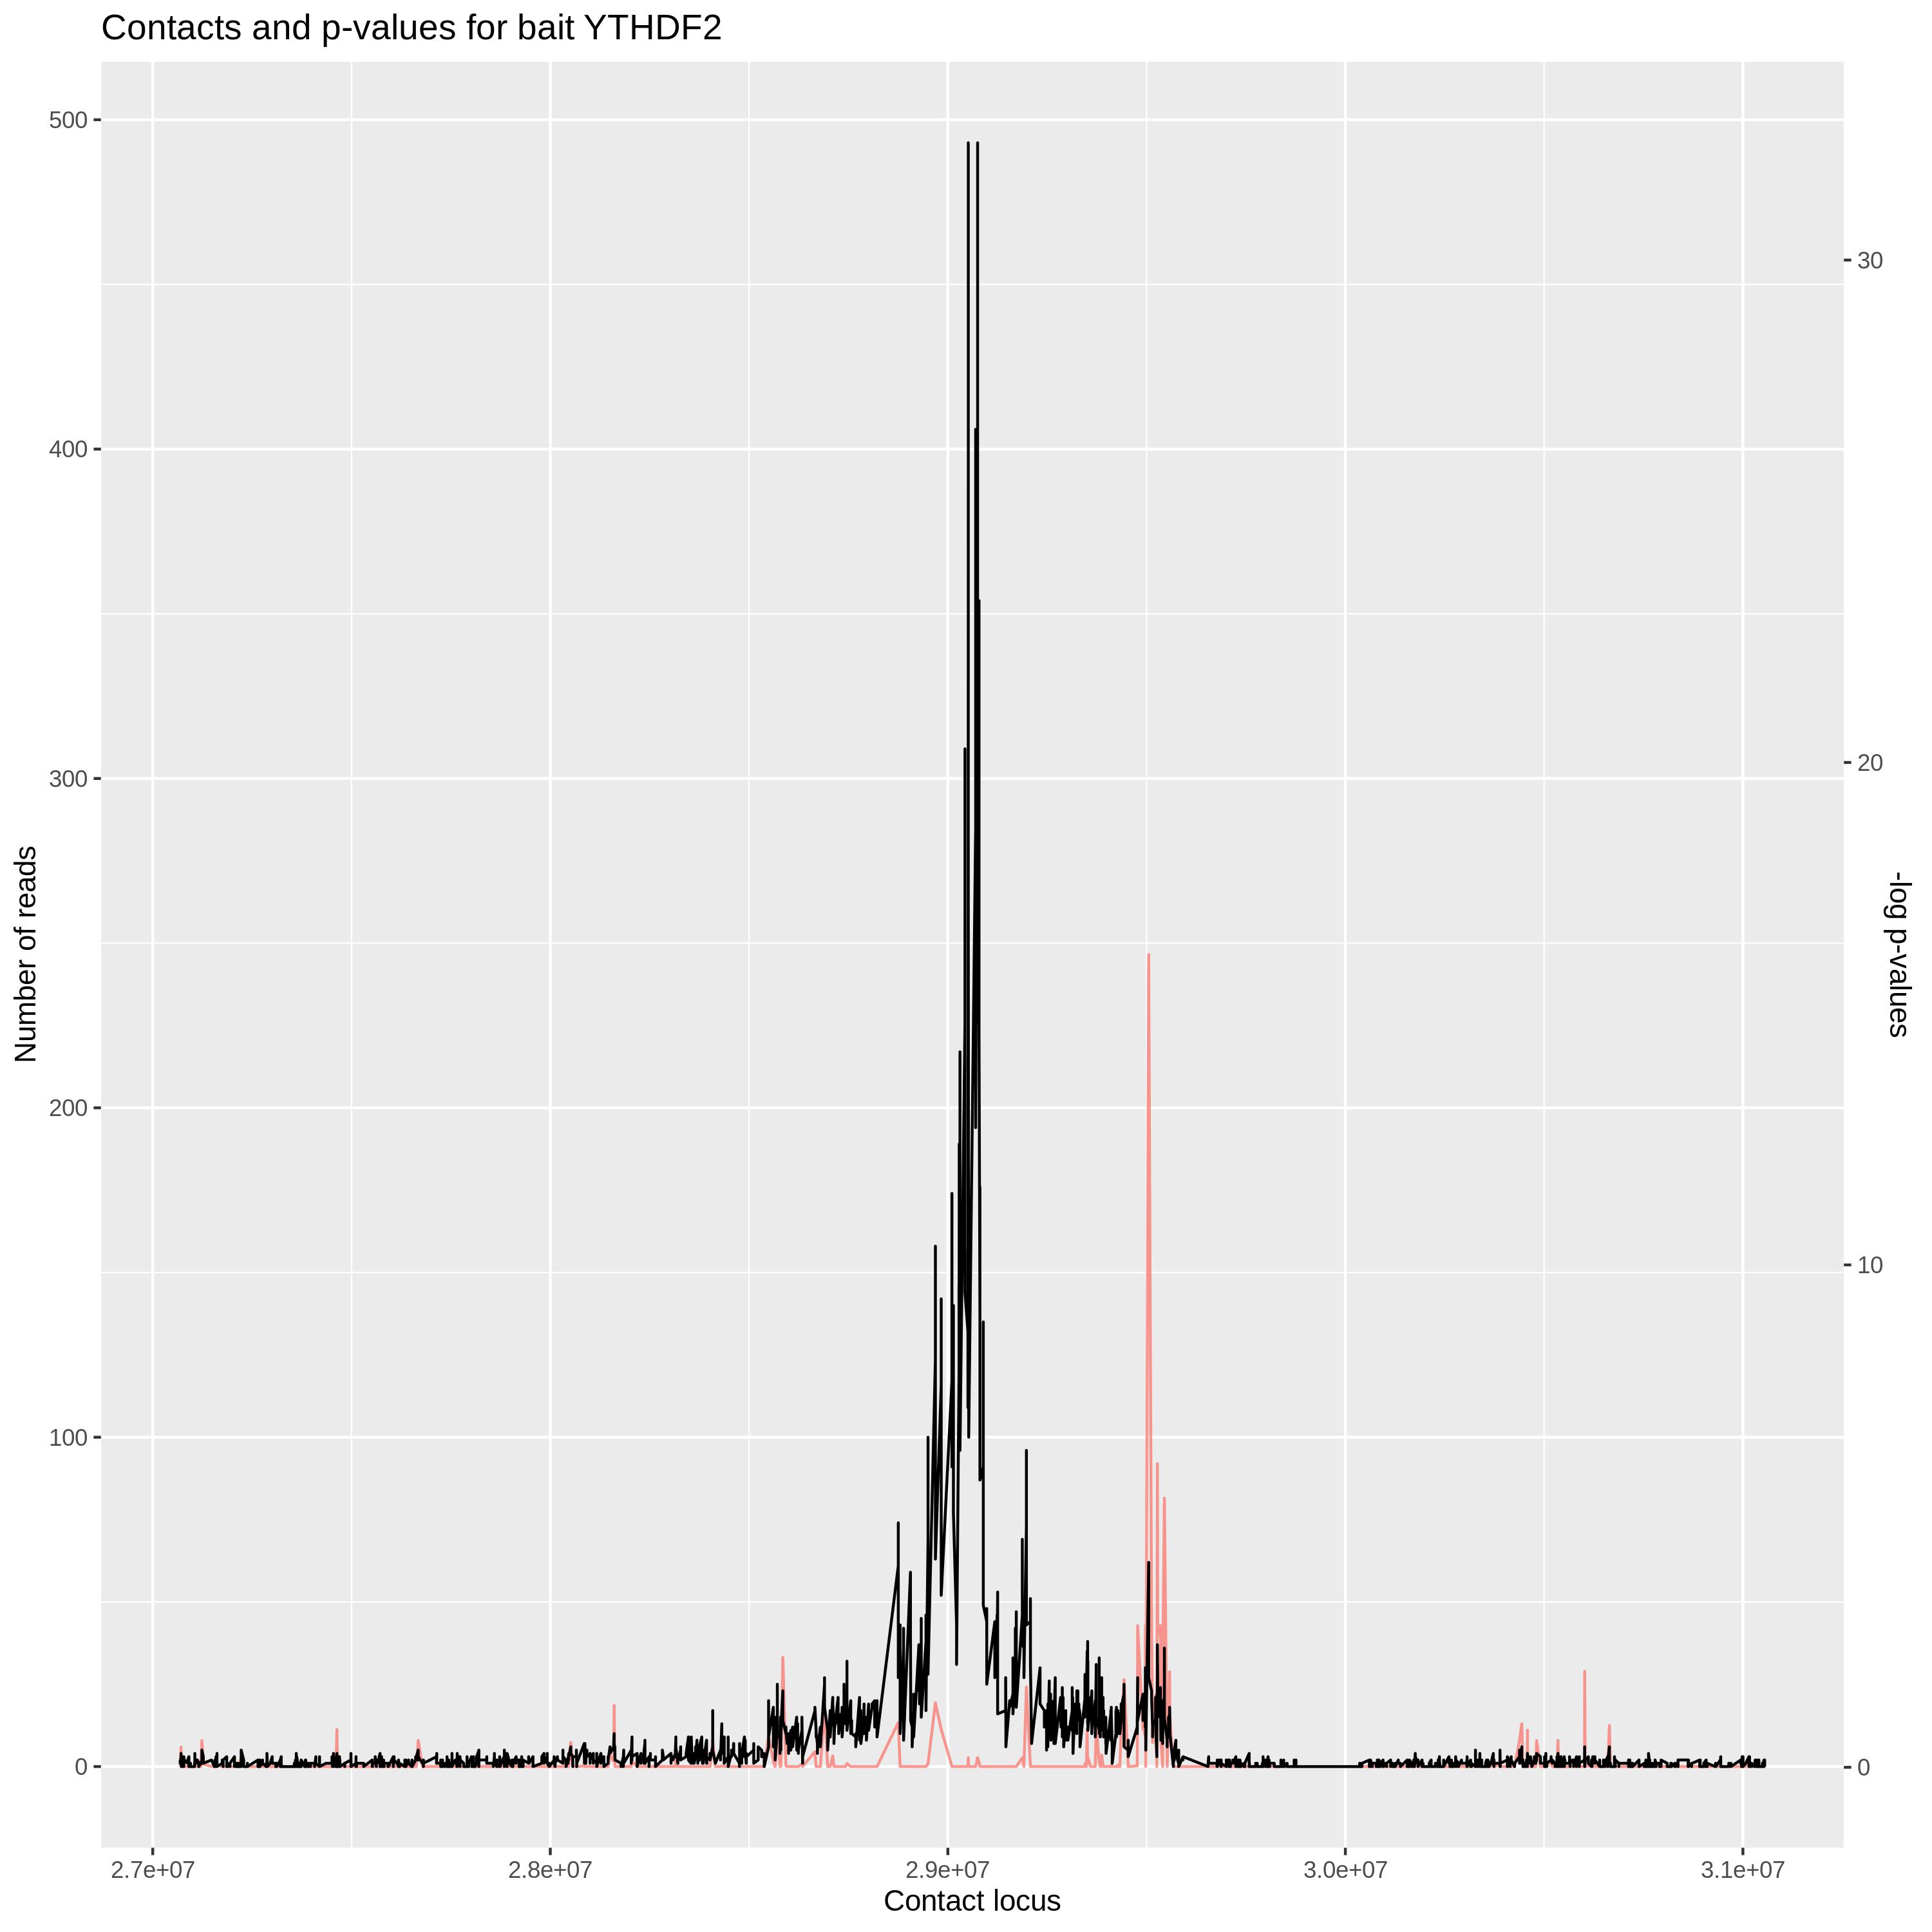 Contacts and p-values for bait YTHDF2
500
400
300
200
100
0
Number of reads
30
20
10
0
-log p-values
2.7e+07
2.8e+07
2.9e+07
3.0e+07
3.1e+07
Contact locus